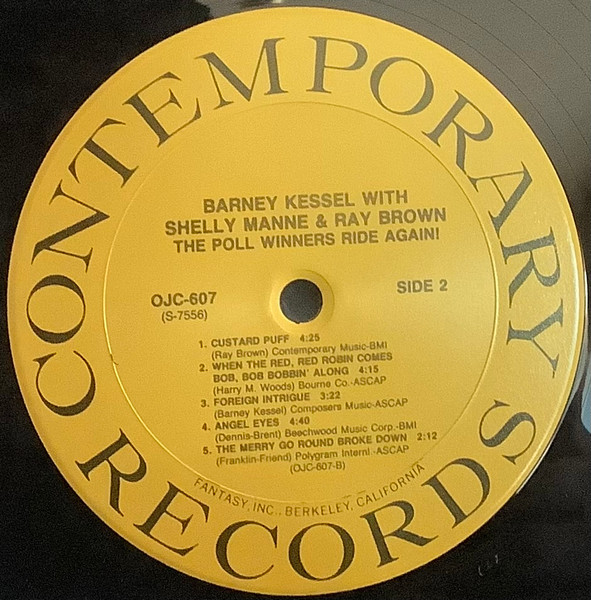 CONTEMPORARY RECORDS
BARNEY KESSEL WITH
SHELLY MANNE & RAY BROWN
THE POLL WINNERS RIDE AGAIN!
OJC-607
(S-7556)
SIDE 2
1. CUSTARD PUFF 4:25
(Ray Brown) Contemporary Music-BMI
2. WHEN THE RED, RED ROBIN COMES
BOB, BOB BOBBIN' ALONG 4:15
(Harry M. Woods) Bourne Co.-ASCAP
3. FOREIGN INTRIGUE 3:22
(Barney Kessel) Composers Music-ASCAP
4. ANGEL EYES 4:40
(Dennis-Brent) Beechwood Music Corp.-BMI
5. THE MERRY GO ROUND BROKE DOWN 2:12
(Franklin-Friend) Polygram Internl.-ASCAP
(OJC-607-B)
FANTASY, INC., BERKELEY, CALIFORNIA